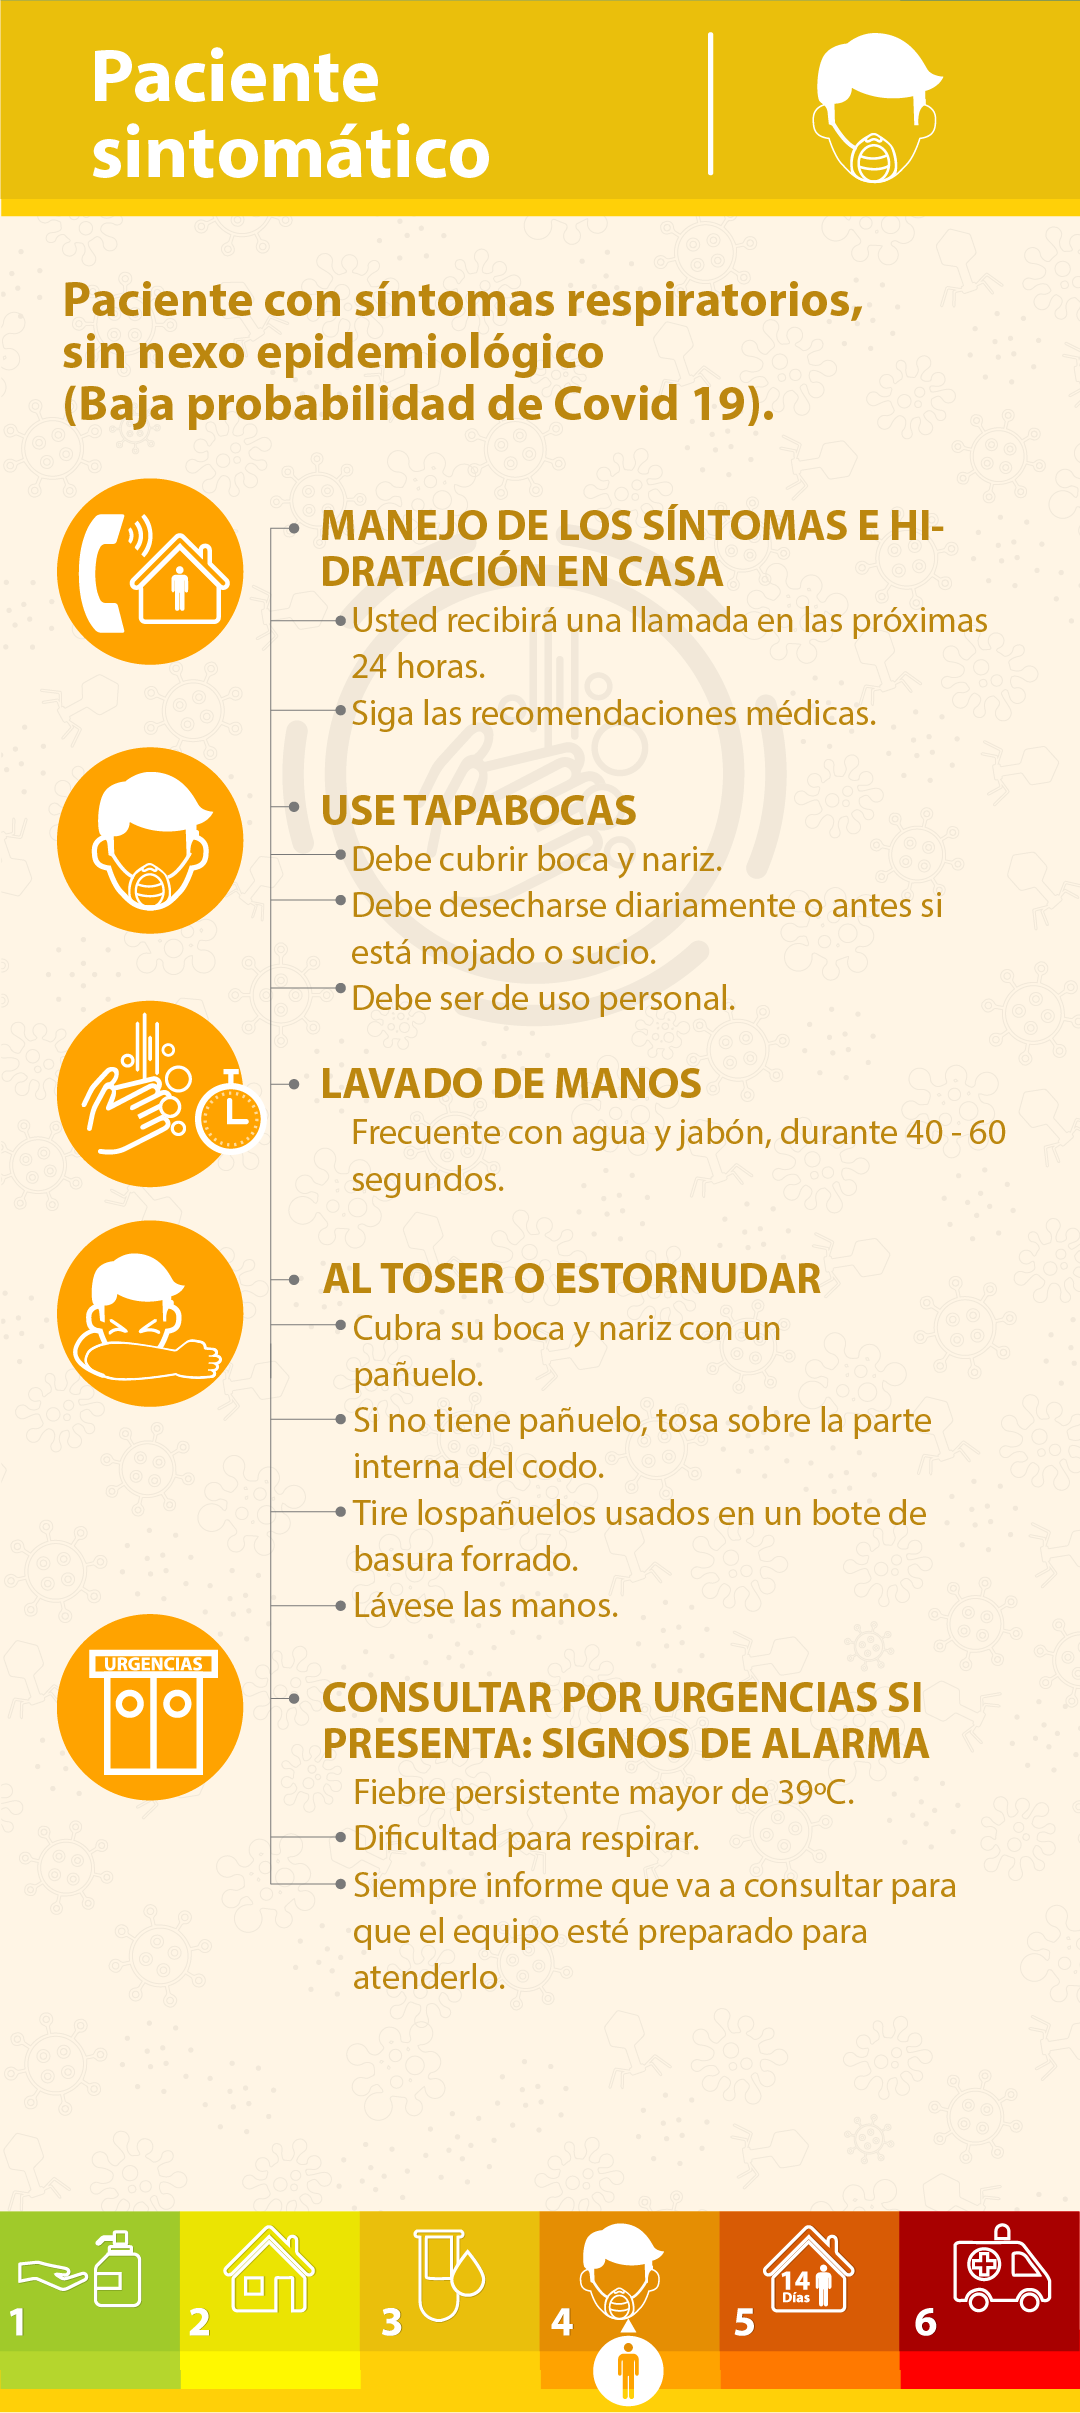 Paciente
sintomático
Paciente con síntomas respiratorios,
sin nexo epidemiológico
(Baja probabilidad de Covid 19).
MANEJO DE LOS SÍNTOMAS E HI-
DRATACIÓN EN CASA
Usted recibirá una llamada en las próximas
24 horas.
Siga las recomendaciones médicas.
USE TAPABOCAS
Debe cubrir boca y nariz.
Debe desecharse diariamente o antes si
está mojado o sucio.
Debe ser de uso personal.
LAVADO DE MANOS
Frecuente con agua y jabón, durante 40 - 60
segundos.
AL TOSER O ESTORNUDAR
Cubra su boca y nariz con un
pañuelo.
Si no tiene pañuelo, tosa sobre la parte
interna del codo.
Tire lospañuelos usados en un bote de
basura forrado.
Lávese las manos.
URGENCIAS
CONSULTAR POR URGENCIAS SI
PRESENTA: SIGNOS DE ALARMA
Fiebre persistente mayor de 39ºC.
Dificultad para respirar.
Siempre informe que va a consultar para
que el equipo esté preparado para
atenderlo.
14
Días
1 2 3 4 5 6